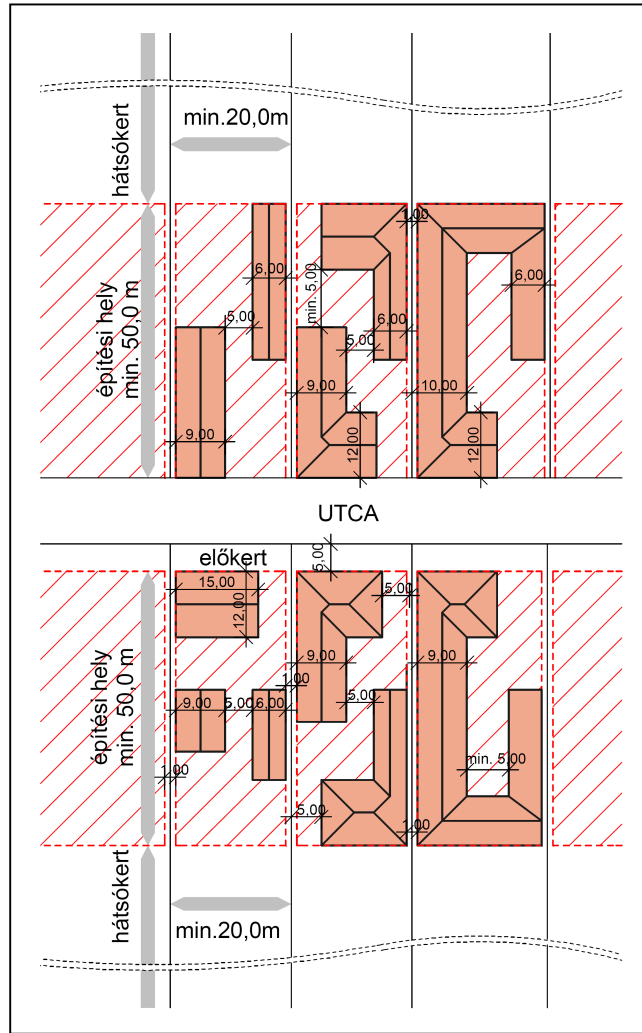 hátsókert
min.20,0m
építési hely
min. 50,0 m
1,00
6,00
6,00
min. 5,00
5,00
6,00
5,00
9,00
9,00
10,00
12,00
12,00
UTCA
előkert
5,00
15,00
5,00
12,00
9,00
9,00
építési hely
min. 50,0 m
1,00
9,00
5,00
6,00
5,00
min. 5,00
1,00
5,00
1,00
hátsókert
min.20,0m